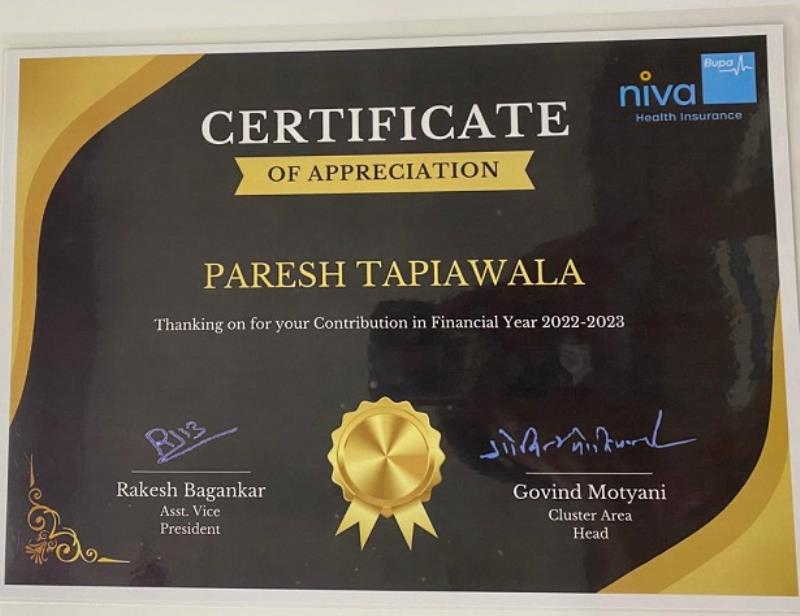 Bupa
niva
Health Insurance
CERTIFICATE
OF APPRECIATION
PARESH TAPIAWALA
Thanking on for your Contribution in Financial Year 2022-2023
Rakesh Bagankar
Asst. Vice
President
Govind Motyani
Cluster Area
Head